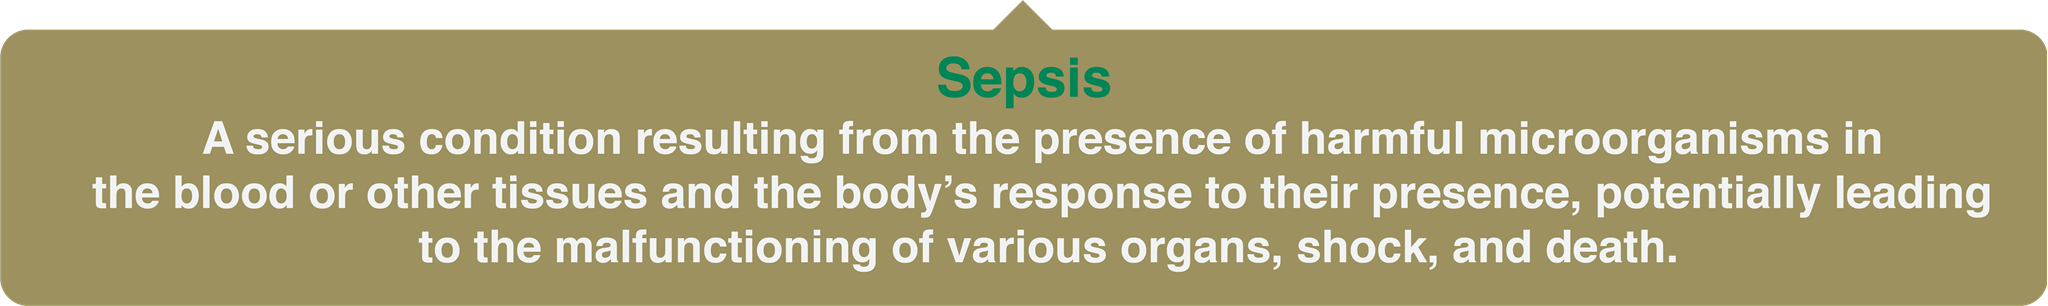 Sepsis
A serious condition resulting from the presence of harmful microorganisms in
the blood or other tissues and the body’s response to their presence, potentially leading
to the malfunctioning of various organs, shock, and death.